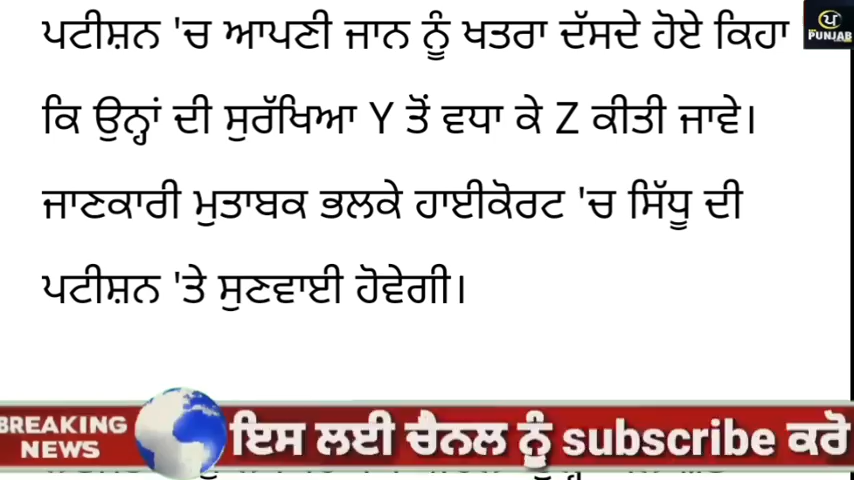 ਪਟੀਸ਼ਨ 'ਚ ਆਪਣੀ ਜਾਨ ਨੂੰ ਖਤਰਾ ਦੱਸਦੇ ਹੋਏ ਕਿਹਾ
ਪੰ
PUNJAB
ਕਿ ਉਨ੍ਹਾਂ ਦੀ ਸੁਰੱਖਿਆ Y ਤੋਂ ਵਧਾ ਕੇ Z ਕੀਤੀ ਜਾਵੇ।
ਜਾਣਕਾਰੀ ਮੁਤਾਬਕ ਭਲਕੇ ਹਾਈਕੋਰਟ 'ਚ ਸਿੱਧੂ ਦੀ
ਪਟੀਸ਼ਨ 'ਤੇ ਸੁਣਵਾਈ ਹੋਵੇਗੀ।
BREAKING
NEWS
ਇਸ ਲਈ ਚੈਨਲ ਨੂੰ subscribe ਕਰੋ